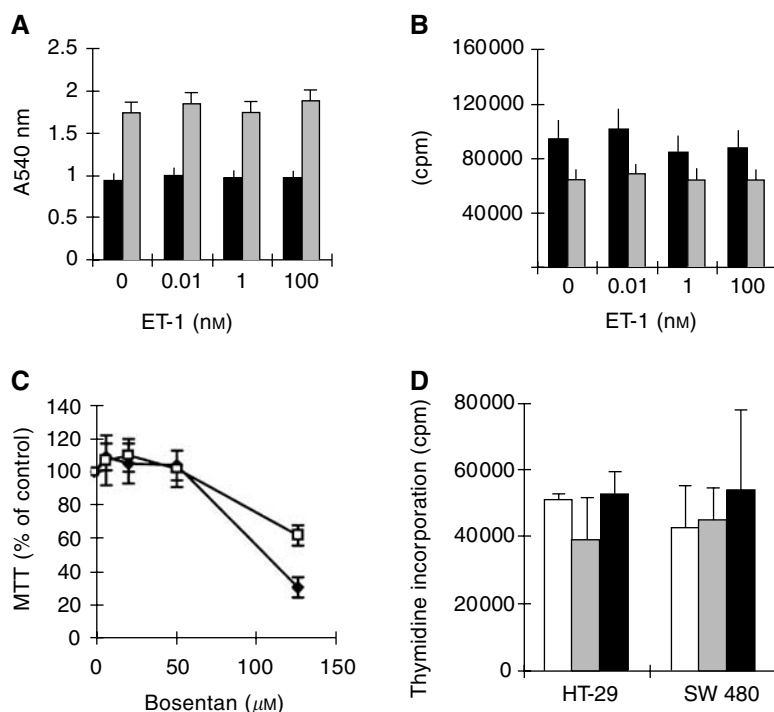 A
2.5
2
1.5
1
0.5
0
A540 nm
0 0.01 1 100
ET-1 (nM)
B
160000
120000
80000
40000
(cpm)
0 0.01 1 100
ET-1 (nM)
C
140
120
100
80
60
40
20
0
MTT (% of control)
0 50 100 150
Bosentan (μM)
D
80000
60000
40000
20000
0
Thymidine incorporation (cpm)
HT-29 SW 480